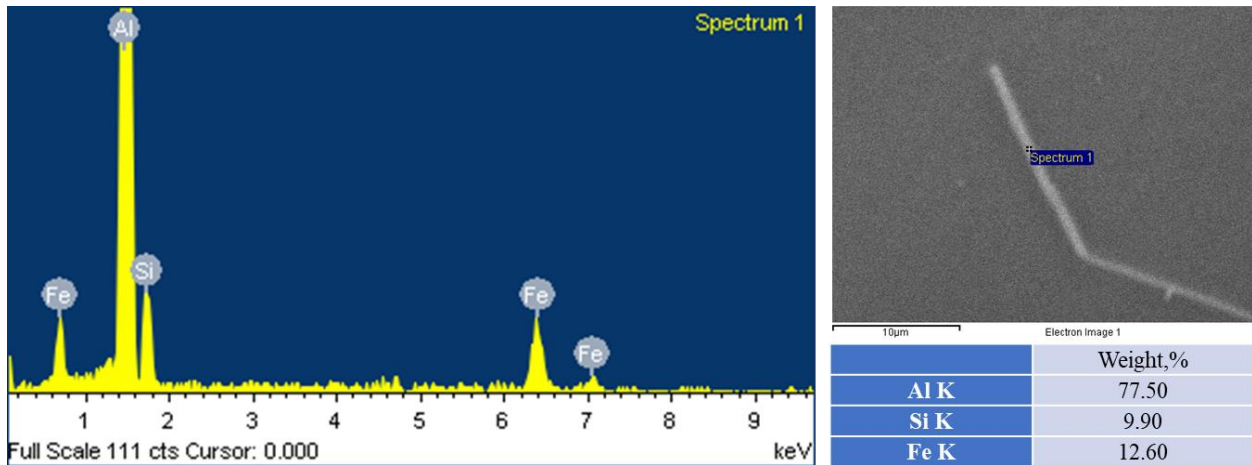 Spectrum 1
Al
Si
Fe
Fe
Fe
1 2 3 4 5 6 7 8 9
Full Scale 111 cts Cursor: 0.000 keV
Spectrum 1
10μm Electron Image 1
Weight,%
Al K 77.50
Si K 9.90
Fe K 12.60